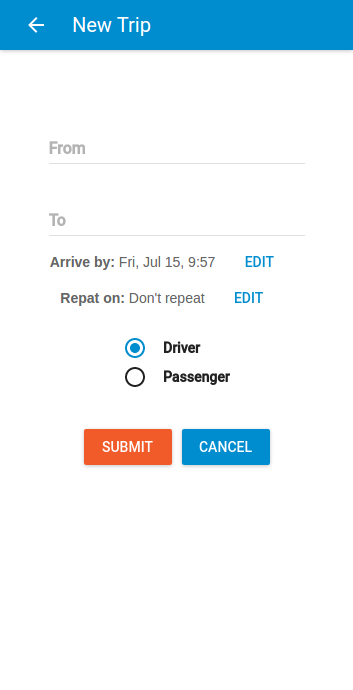 New Trip
From
To
Arrive by: Fri, Jul 15, 9:57 EDIT
Repat on: Don't repeat EDIT
Driver
Passenger
SUBMIT CANCEL